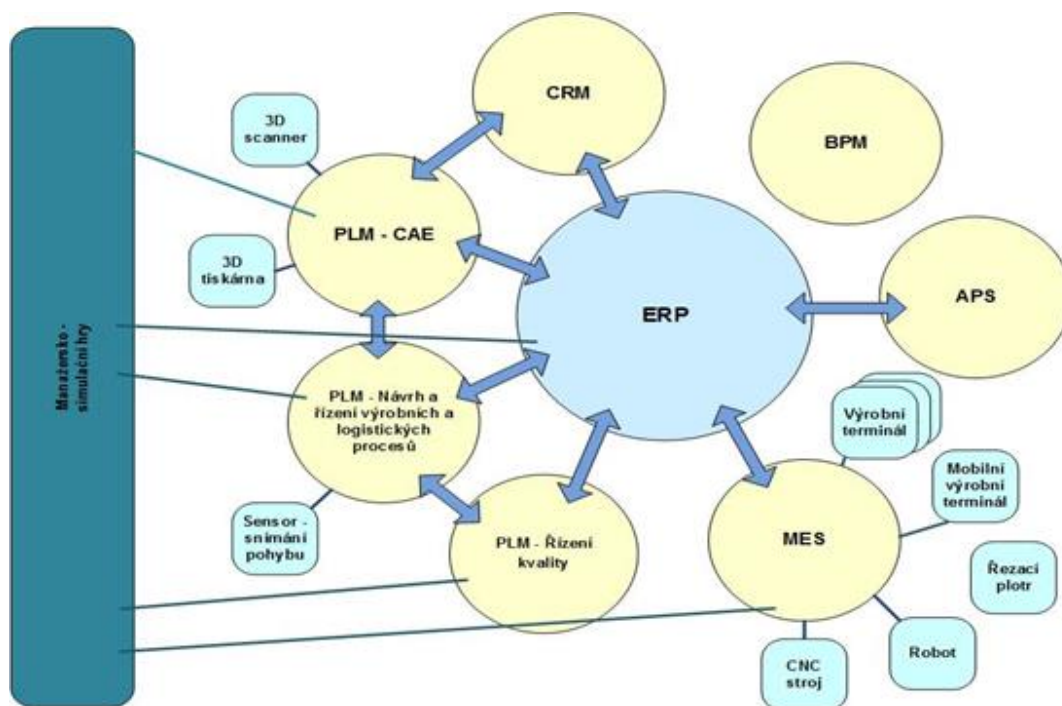 Manažersko -
simulační hry
3D
scanner
3D
tiskárna
CRM
BPM
PLM - CAE
ERP
APS
PLM - Návrh a
řízení výrobních a
logistických
procesů
Sensor -
snímání
pohybu
PLM - Řízení
kvality
MES
Výrobní
terminál
Mobilní
výrobní
terminál
Řezací
plotr
Robot
CNC
stroj